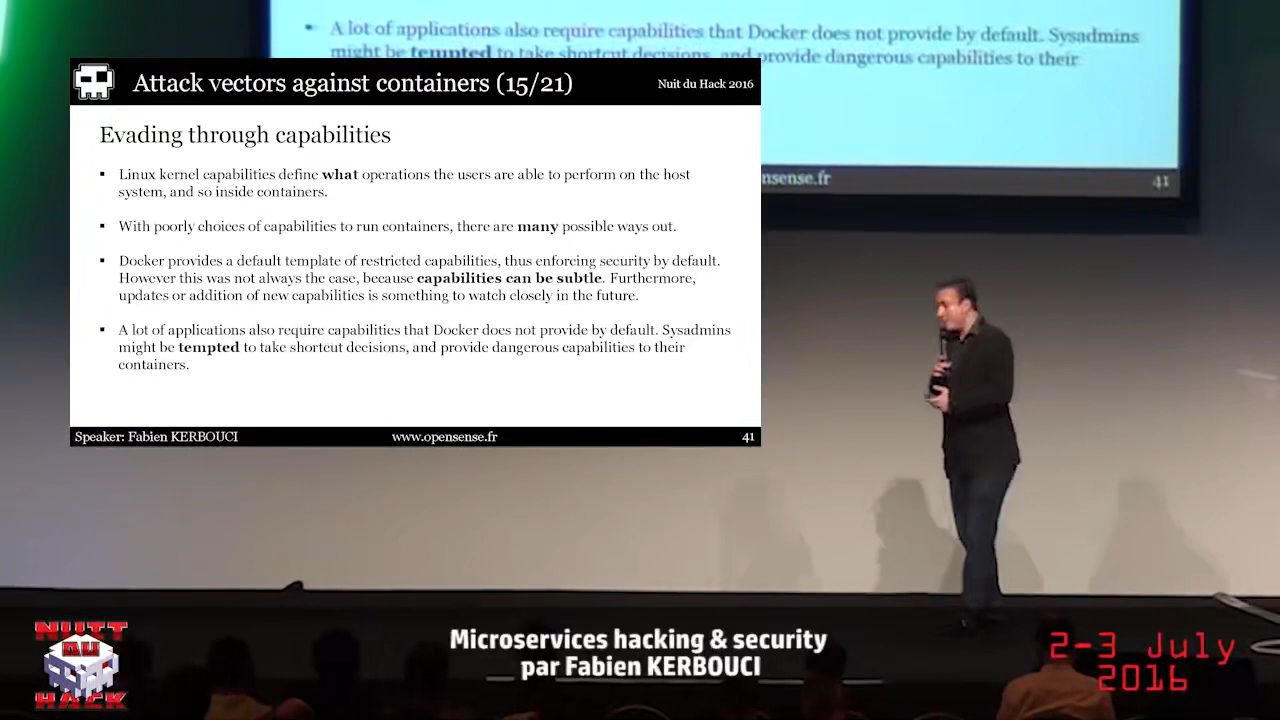 A lot of applications also require capabilities that Docker does not provide by default. Sysadmins
might be tempted to take shortcut decisions, and provide dangerous capabilities to their
nsense.fr
41
Attack vectors against containers (15/21)
Nuit du Hack 2016
Evading through capabilities
Linux kernel capabilities define what operations the users are able to perform on the host
system, and so inside containers.
With poorly choices of capabilities to run containers, there are many possible ways out.
Docker provides a default template of restricted capabilities, thus enforcing security by default.
However this was not always the case, because capabilities can be subtle. Furthermore,
updates or addition of new capabilities is something to watch closely in the future.
A lot of applications also require capabilities that Docker does not provide by default. Sysadmins
might be tempted to take shortcut decisions, and provide dangerous capabilities to their
containers.
Speaker: Fabien KERBOUCI
www.opensense.fr
41
NUIT
DU
HACK
Microservices hacking & security
par Fabien KERBOUCI
2-3 July
2016